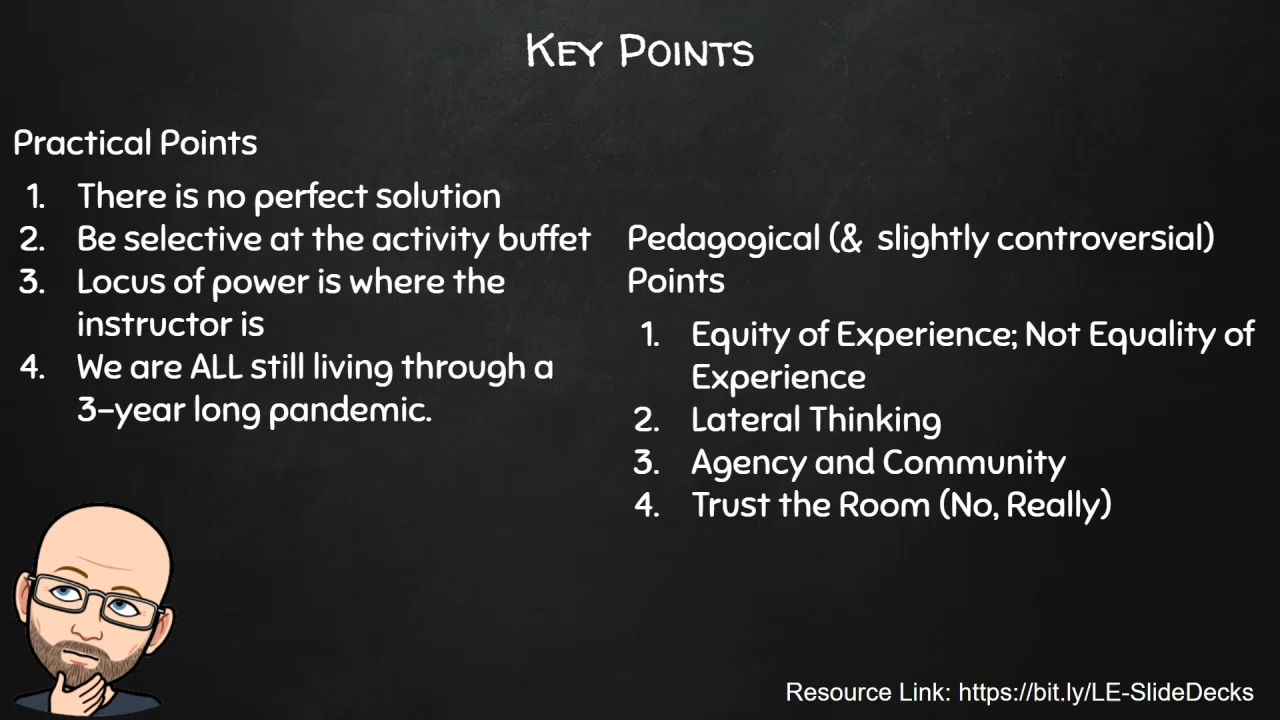 Key Points
Practical Points
1. There is no perfect solution
2. Be selective at the activity buffet
3. Locus of power is where the
instructor is
4. We are ALL still living through a
3-year long pandemic.
Pedagogical (& slightly controversial)
Points
1. Equity of Experience; Not Equality of
Experience
2. Lateral Thinking
3. Agency and Community
4. Trust the Room (No, Really)
Resource Link: https://bit.ly/LE-SlideDecks